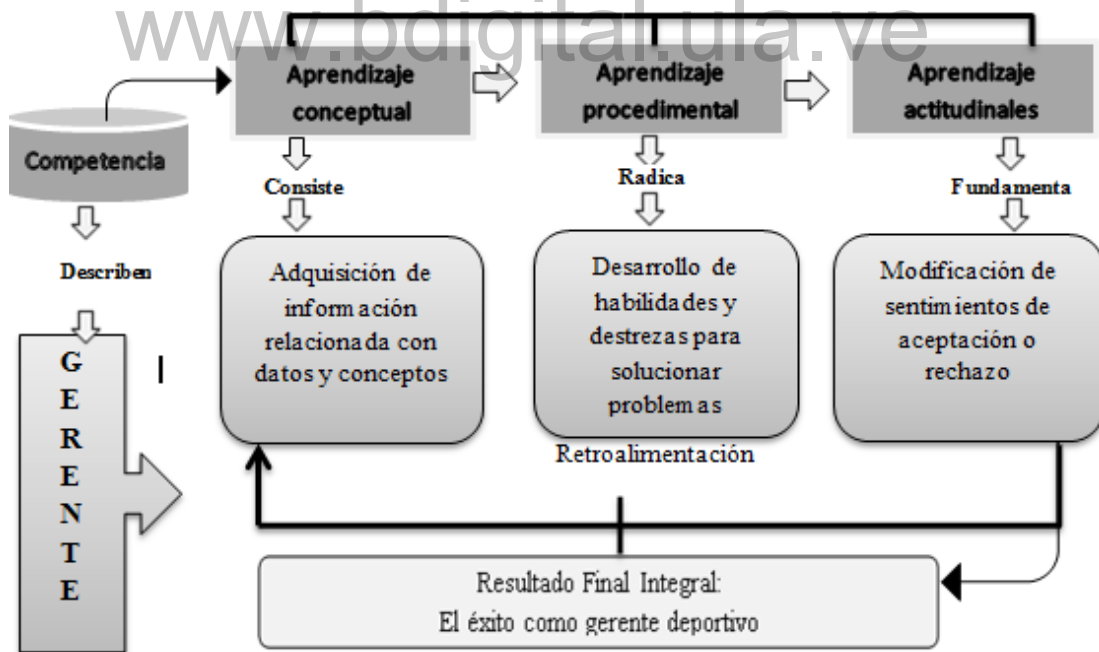 www.bdigital.ula.ve
Aprendizaje
conceptual
Aprendizaje
procedimental
Aprendizaje
actitudinales
Competencia
Consiste
Radica
Fundamenta
Describen
Adquisición de
información
relacionada con
datos y conceptos
Desarrollo de
habilidades y
destrezas para
solucionar
problemas
Modificación de
sentimientos de
aceptación o
rechazo
G
E
R
E
N
T
E
Retroalimentación
Resultado Final Integral:
El éxito como gerente deportivo